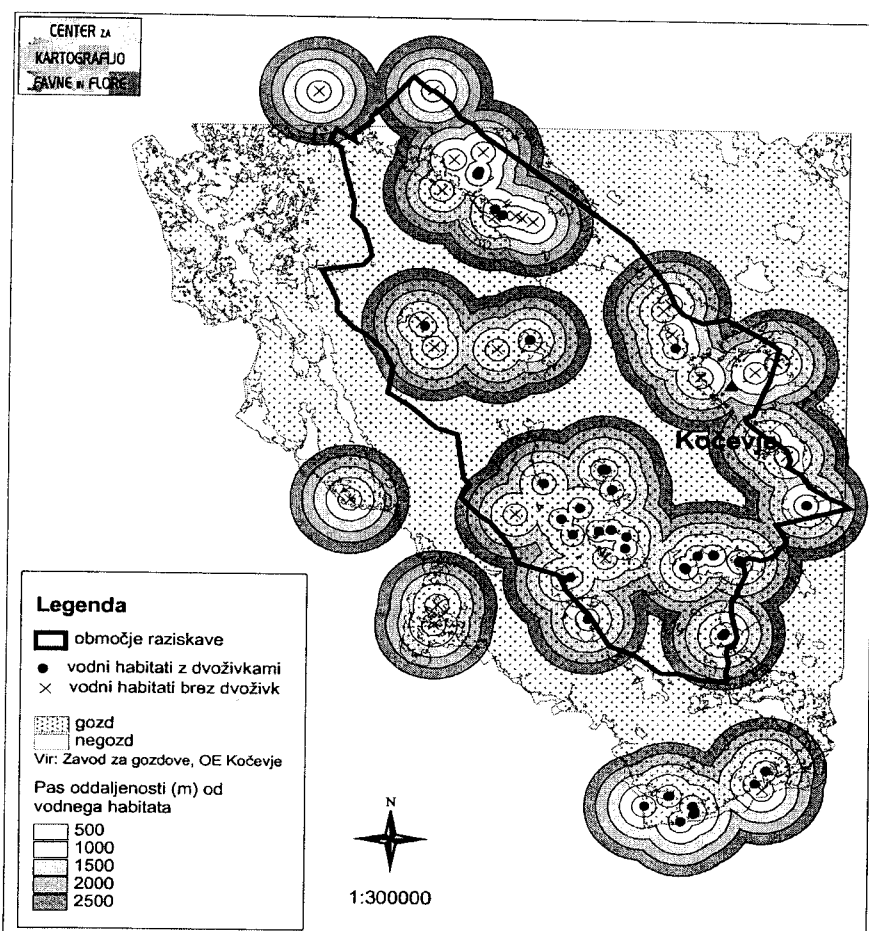 CENTER ZA
KARTOGRAFIJO
FAVNE IN FLORE
Kočevje
Legenda
območje raziskave
vodni habitati z dvoživkami
vodni habitati brez dvoživk
gozd
negozd
Vir: Zavod za gozdove, OE Kočevje
Pas oddaljenosti (m) od
vodnega habitata
500
1000
1500
2000
2500
N
1:300000